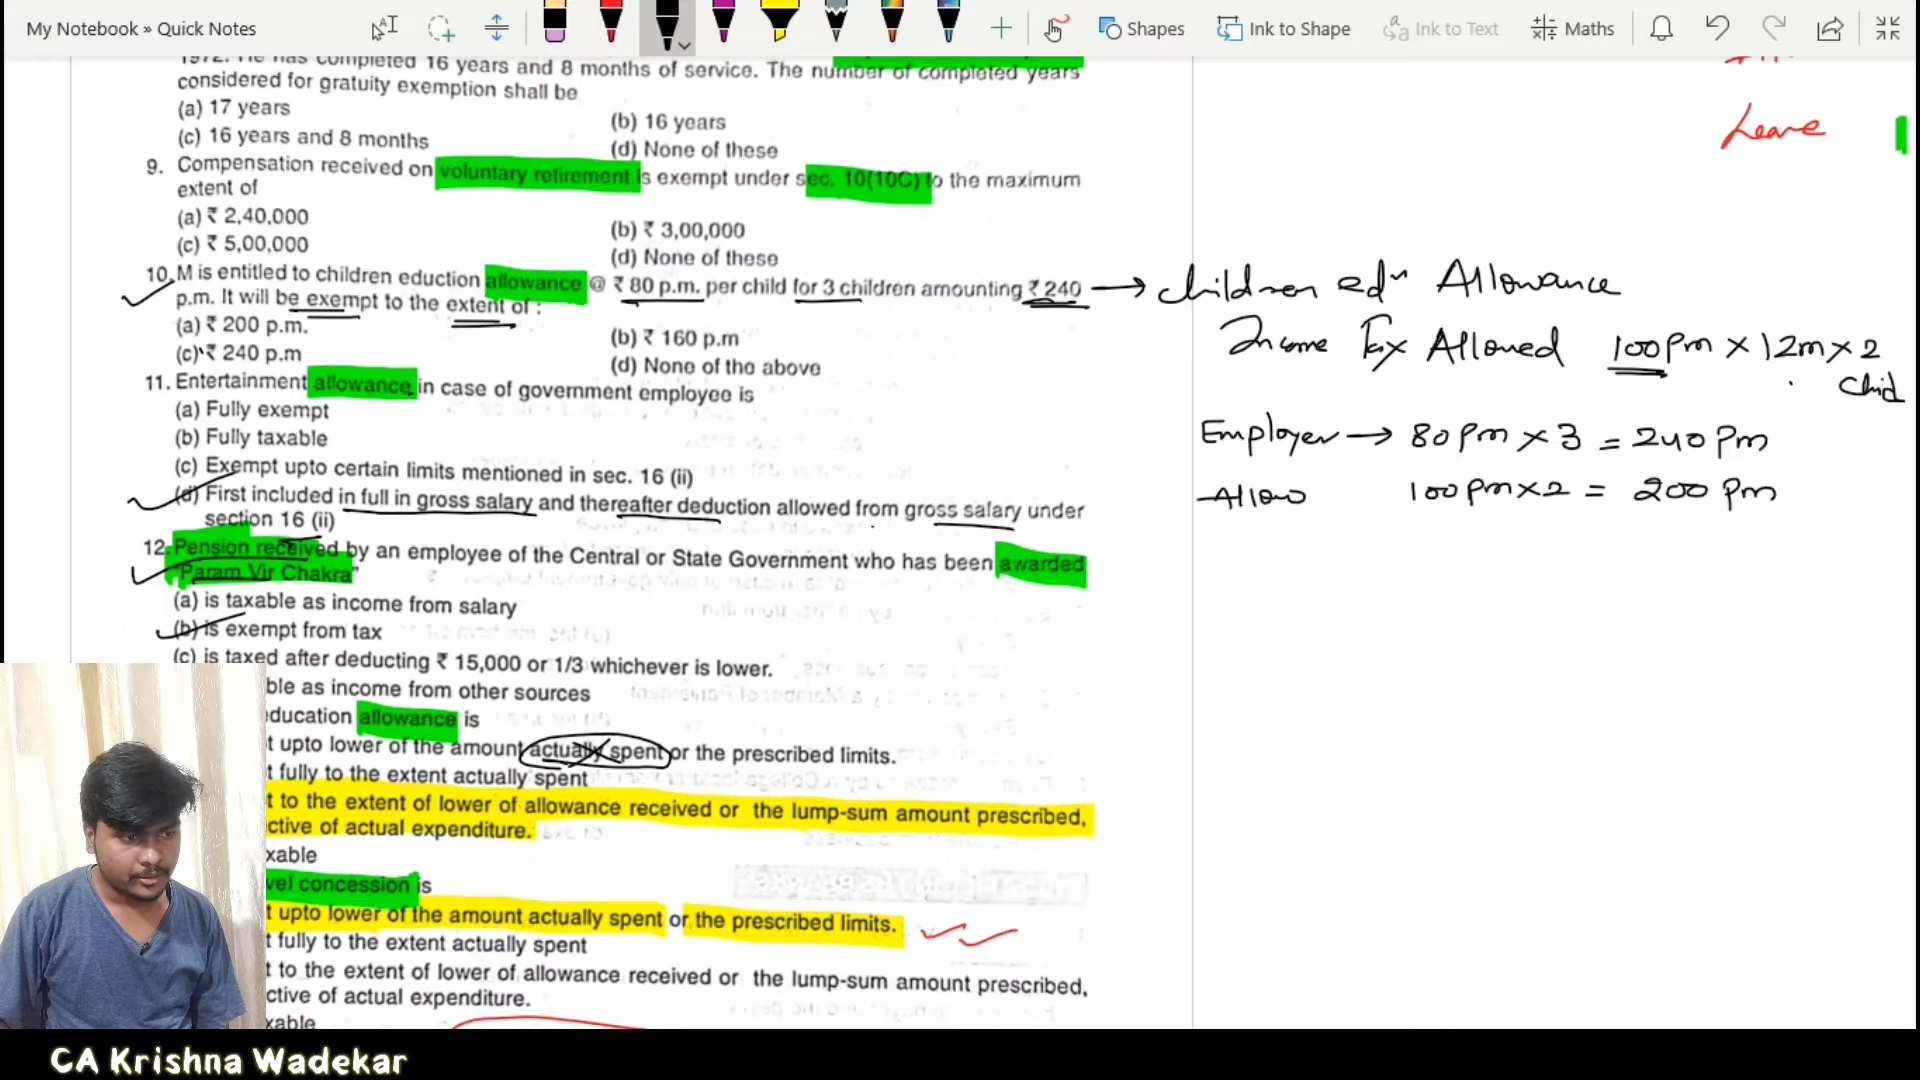 My Notebook » Quick Notes
Shapes
Ink to Shape
Ink to Text
Maths
1972. He has completed 16 years and 8 months of service. The number of completed years
considered for gratuity exemption shall be
(a) 17 years
(b) 16 years
(c) 16 years and 8 months
(d) None of these
9. Compensation received on voluntary retirement is exempt under sec. 10(10C) to the maximum
extent of
(a) ₹ 2,40,000
(b) ₹ 3,00,000
(c) ₹ 5,00,000
(d) None of these
10. M is entitled to children eduction allowance @ ₹ 80 p.m. per child for 3 children amounting ₹ 240
p.m. It will be exempt to the extent of :
(a) ₹ 200 p.m.
(b) ₹ 160 p.m
(c) ₹ 240 p.m
(d) None of the above
11. Entertainment allowance in case of government employee is
(a) Fully exempt
(b) Fully taxable
(c) Exempt upto certain limits mentioned in sec. 16 (ii)
(d) First included in full in gross salary and thereafter deduction allowed from gross salary under
section 16 (ii)
12. Pension received by an employee of the Central or State Government who has been awarded
"Param Vir Chakra"
(a) is taxable as income from salary
(b) is exempt from tax
(c) is taxed after deducting ₹ 15,000 or 1/3 whichever is lower.
ble as income from other sources
education allowance is
t upto lower of the amount actually spent or the prescribed limits.
t fully to the extent actually spent
t to the extent of lower of allowance received or the lump-sum amount prescribed,
ctive of actual expenditure.
xable
vel concession is
t upto lower of the amount actually spent or the prescribed limits.
t fully to the extent actually spent
t to the extent of lower of allowance received or the lump-sum amount prescribed,
ctive of actual expenditure.
xable
Leave
Children edn Allowance
Income Tax Allowed 100 pm × 12m × 2
Chid
Employer → 80 pm × 3 = 240 pm
Allow 100 pm × 2 = 200 pm
CA Krishna Wadekar